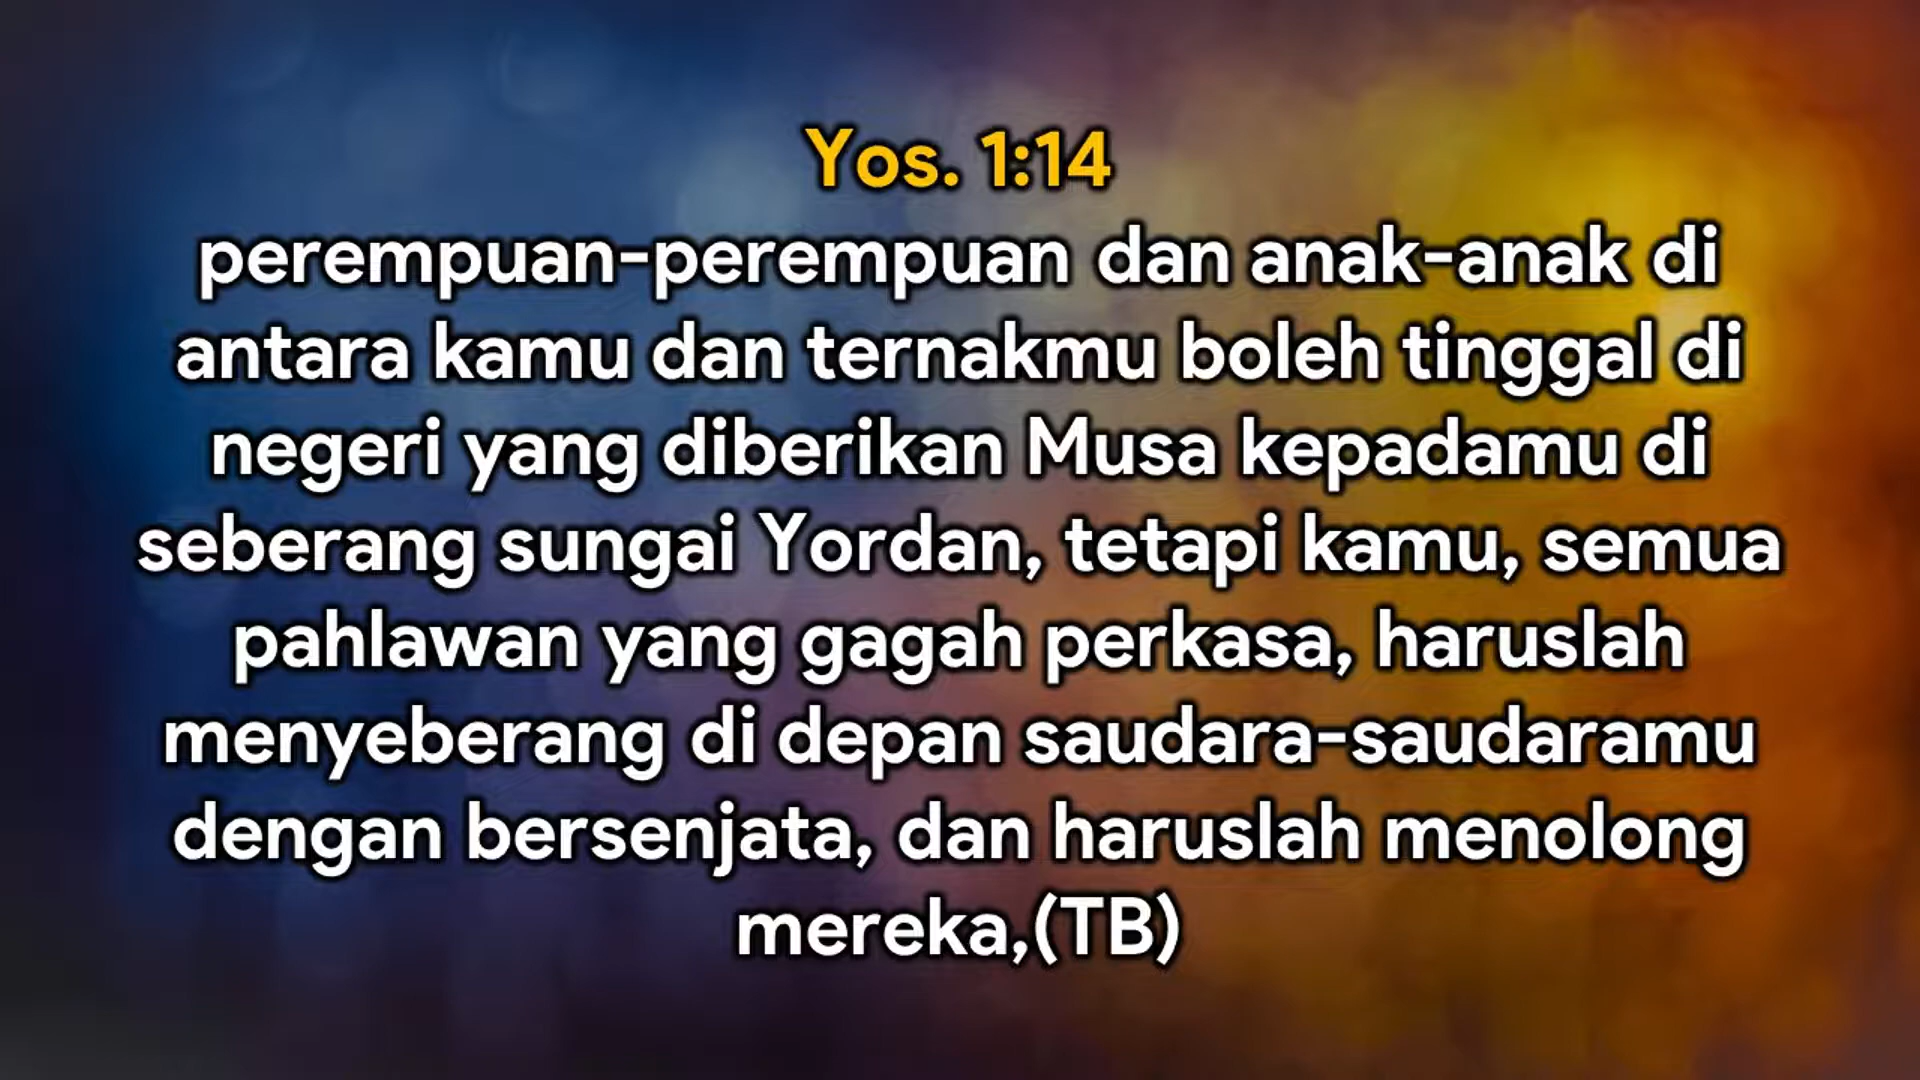 Yos. 1:14
perempuan-perempuan dan anak-anak di
antara kamu dan ternakmu boleh tinggal di
negeri yang diberikan Musa kepadamu di
seberang sungai Yordan, tetapi kamu, semua
pahlawan yang gagah perkasa, haruslah
menyeberang di depan saudara-saudaramu
dengan bersenjata, dan haruslah menolong
mereka,(TB)